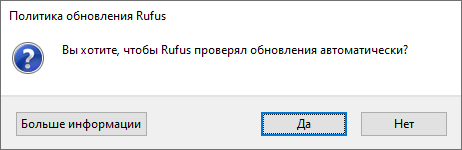 Политика обновления Rufus
Вы хотите, чтобы Rufus проверял обновления автоматически?
Больше информации
Да
Нет